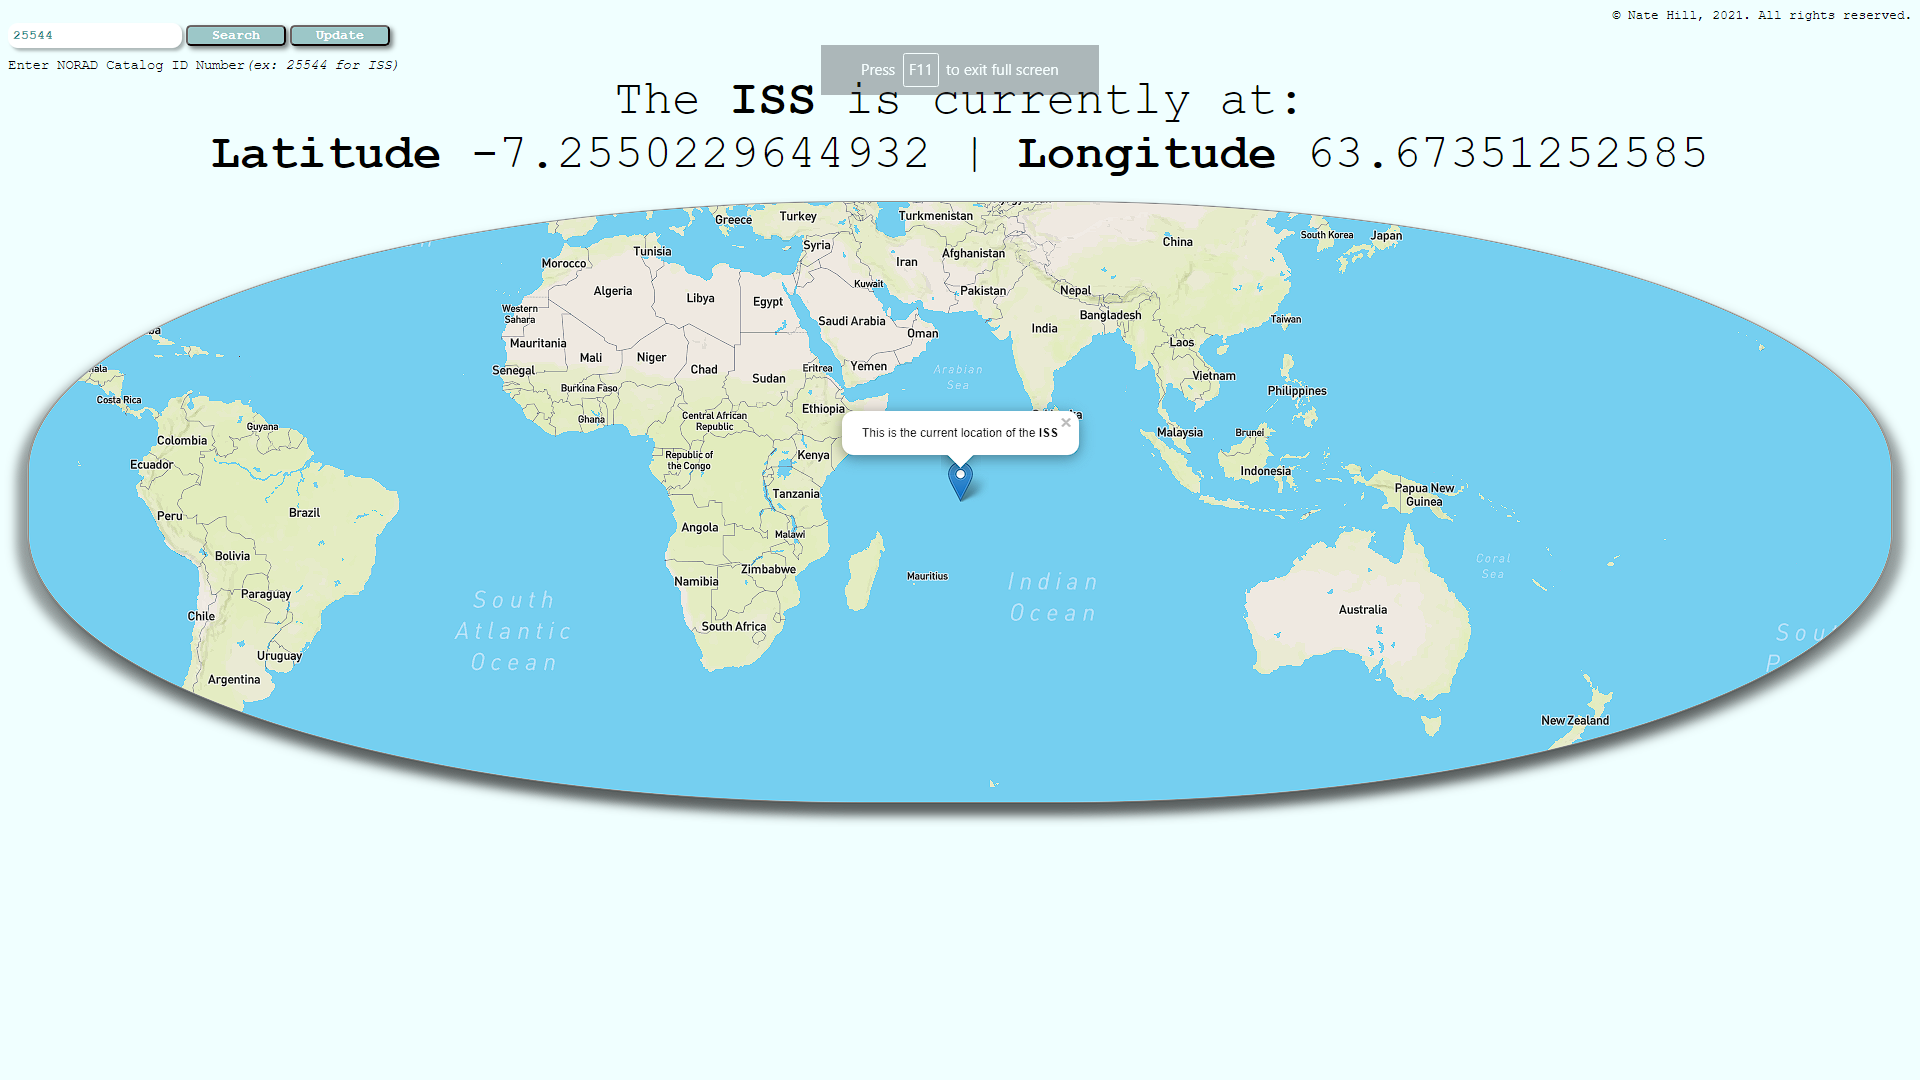 © Nate Hill, 2021. All rights reserved.
25544
Search
Update
Enter NORAD Catalog ID Number(ex: 25544 for ISS)
Press F11 to exit full screen
The ISS is currently at:
Latitude -7.2550229644932 | Longitude 63.67351252585
Greece
Turkey
Turkmenistan
Syria
Tunisia
Morocco
Afghanistan
Iran
China
South Korea
Japan
Algeria
Libya
Egypt
Kuwait
Pakistan
Nepal
Western
Sahara
Saudi Arabia
Oman
India
Bangladesh
Taiwan
Mauritania
Mali
Niger
Chad
Sudan
Eritrea
Yemen
Laos
Senegal
Burkina Faso
Arabian
Sea
Vietnam
Philippines
Costa Rica
Ghana
Central African
Republic
Ethiopia
Guyana
Colombia
This is the current location of the ISS
×
Malaysia
Brunei
Ecuador
Republic of
the Congo
Kenya
Indonesia
Tanzania
Papua New
Guinea
Peru
Brazil
Angola
Malawi
Bolivia
Zimbabwe
Namibia
Mauritius
Indian
Ocean
Coral
Sea
Paraguay
South
Atlantic
Ocean
Chile
South Africa
Australia
Uruguay
Argentina
New Zealand